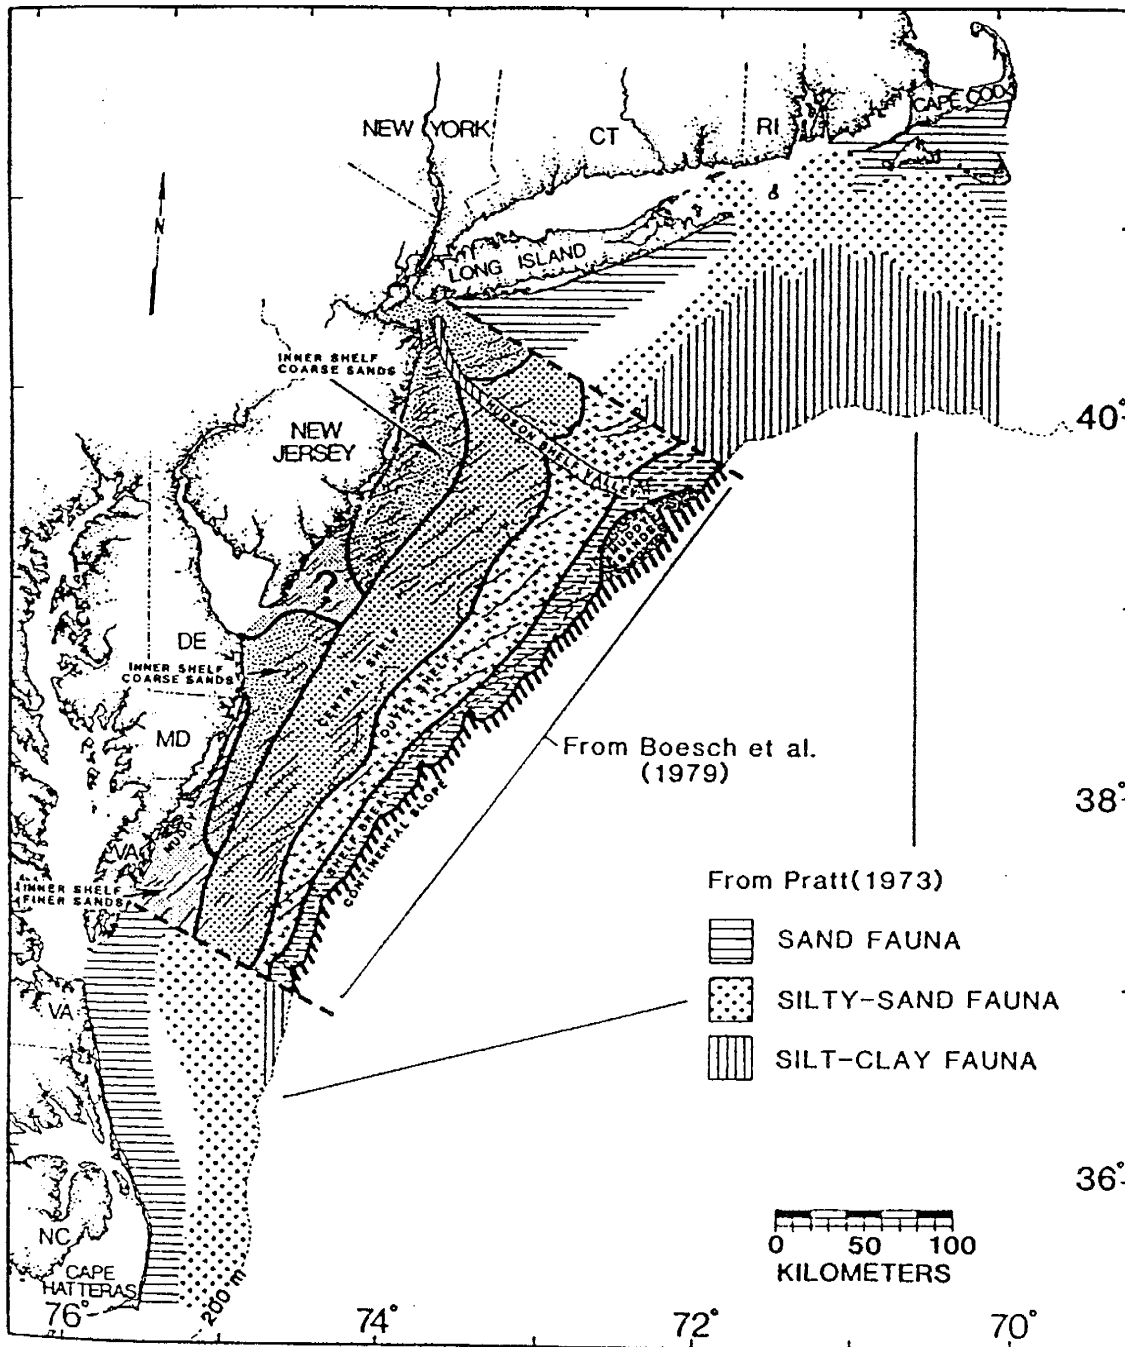 CAPE COD
NEW YORK
CT
RI
N
LONG ISLAND
INNER SHELF
COARSE SANDS
NEW
JERSEY
HUDSON SHELF VALLEY
40°
?
DE
INNER SHELF
COARSE SANDS
CENTRAL SHELF
OUTER SHELF
MD
From Boesch et al.
(1979)
SHELF BREAK
CONTINENTAL SLOPE
38°
VA
INNER SHELF
FINER SANDS
From Pratt(1973)
SAND FAUNA
SILTY-SAND FAUNA
SILT-CLAY FAUNA
VA
36°
NC
CAPE
HATTERAS
200 m
0 50 100
KILOMETERS
76° 74° 72° 70°